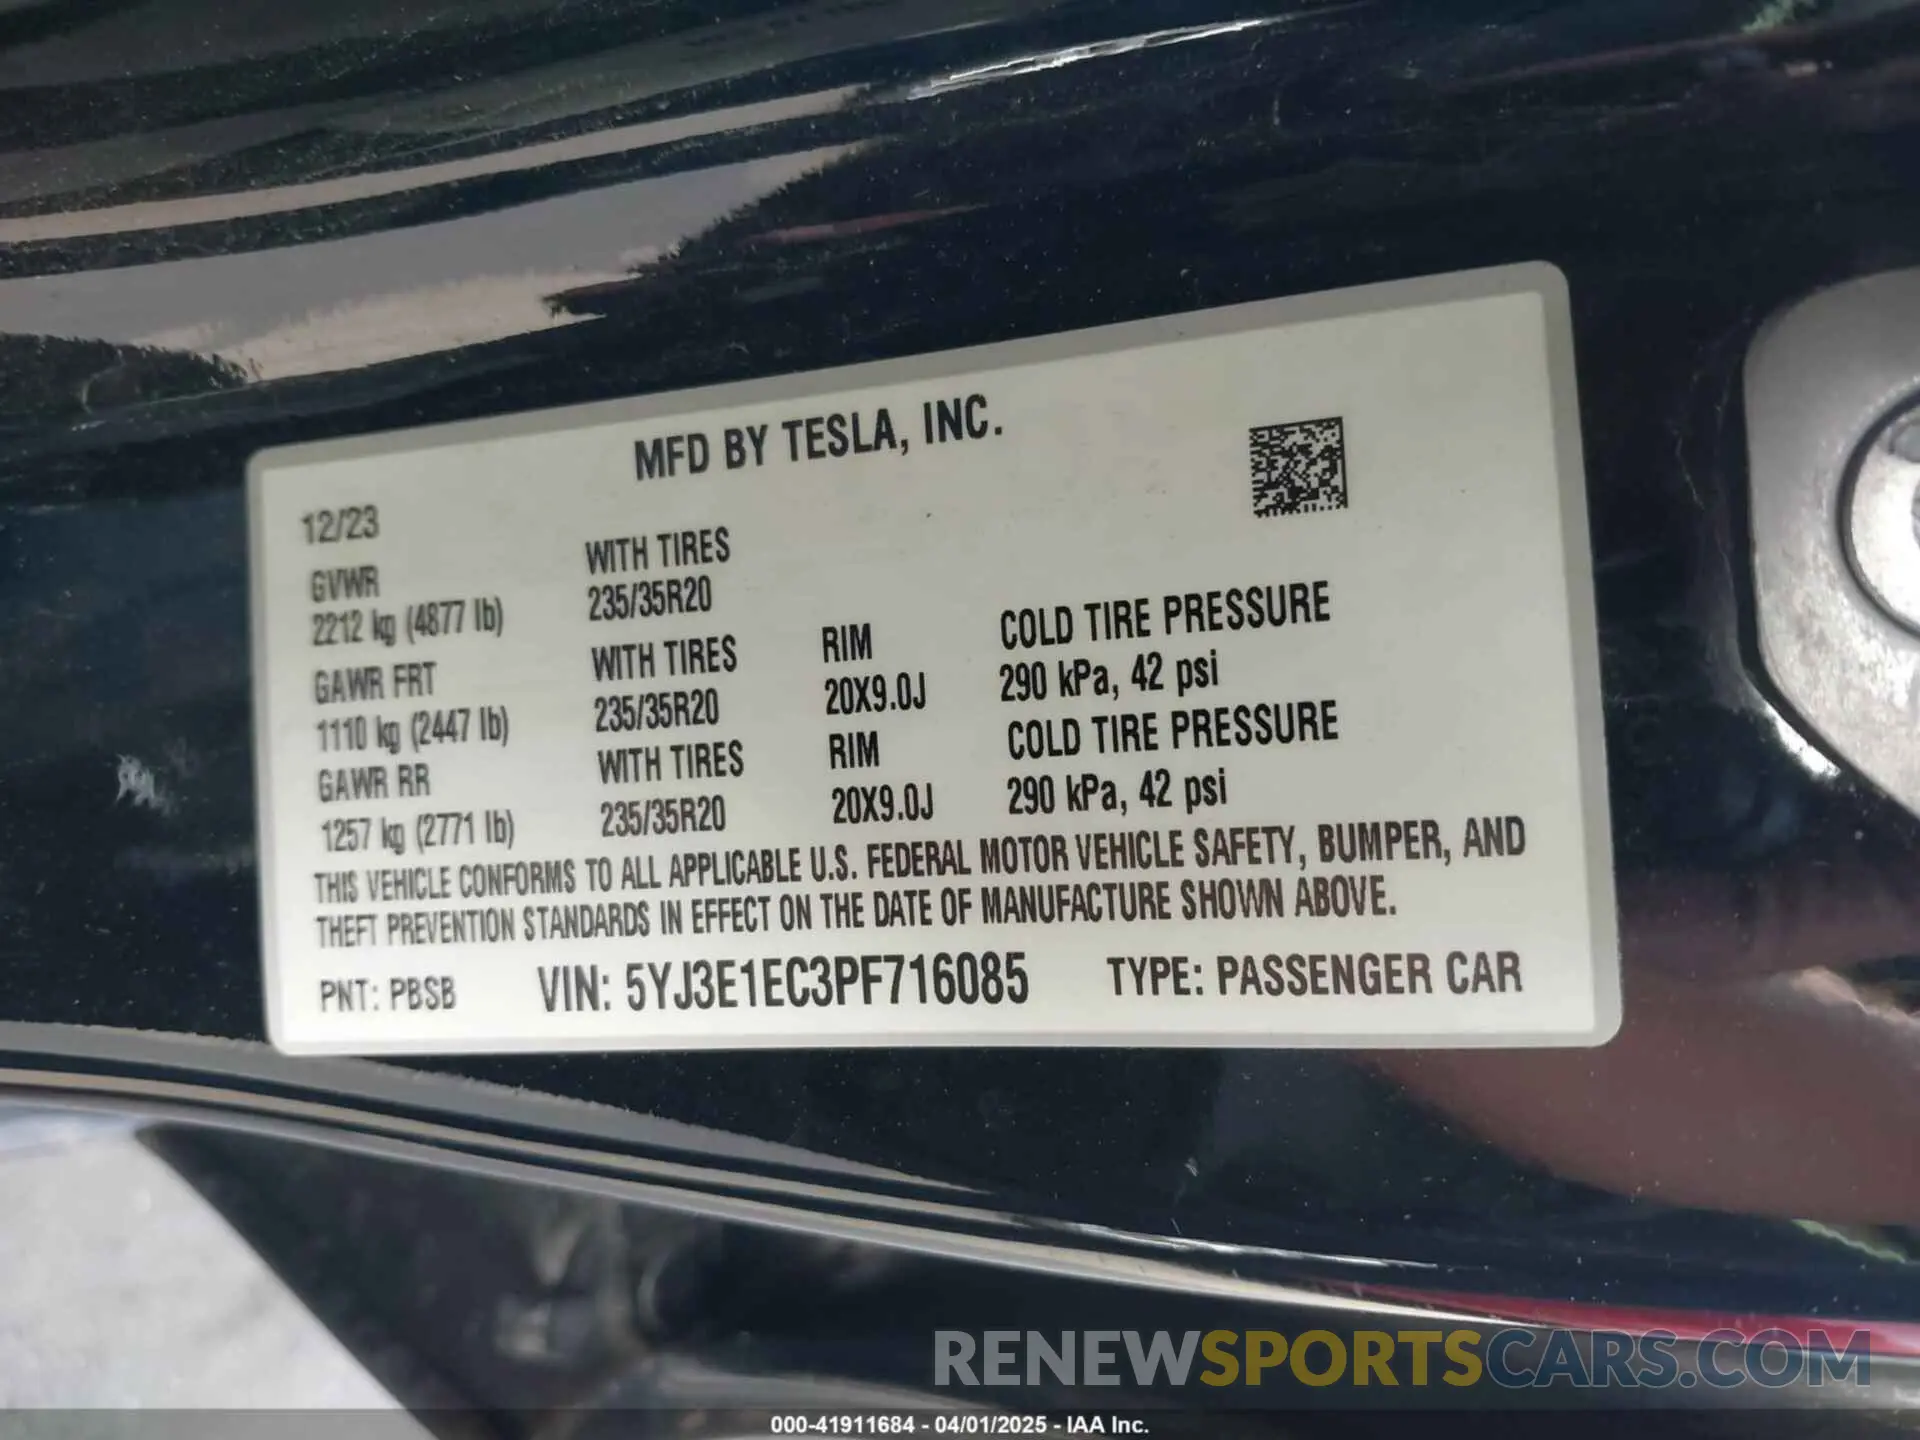 MFD BY TESLA, INC.
12/23
GVWR WITH TIRES
2212 kg (4877 lb) 235/35R20
GAWR FRT WITH TIRES RIM COLD TIRE PRESSURE
1110 kg (2447 lb) 235/35R20 20X9.0J 290 kPa, 42 psi
GAWR RR WITH TIRES RIM COLD TIRE PRESSURE
1257 kg (2771 lb) 235/35R20 20X9.0J 290 kPa, 42 psi
THIS VEHICLE CONFORMS TO ALL APPLICABLE U.S. FEDERAL MOTOR VEHICLE SAFETY, BUMPER, AND
THEFT PREVENTION STANDARDS IN EFFECT ON THE DATE OF MANUFACTURE SHOWN ABOVE.
PNT: PBSB VIN: 5YJ3E1EC3PF716085 TYPE: PASSENGER CAR
RENEWSPORTSCARS.COM
000-41911684 - 04/01/2025 - IAA Inc.